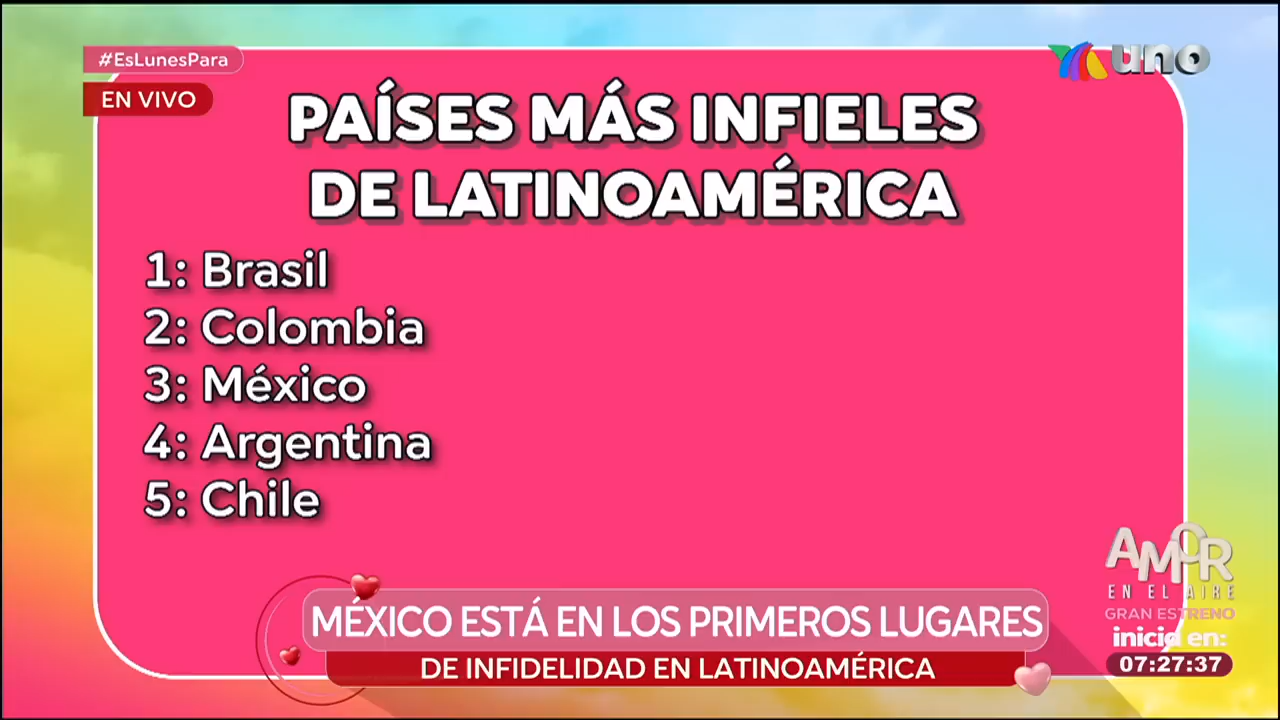 #EsLunesPara
EN VIVO
uno
PAÍSES MÁS INFIELES
DE LATINOAMÉRICA
1: Brasil
2: Colombia
3: México
4: Argentina
5: Chile
MÉXICO ESTÁ EN LOS PRIMEROS LUGARES
DE INFIDELIDAD EN LATINOAMÉRICA
AMOR
EN EL AIRE
GRAN ESTRENO
inicia en:
07:27:37